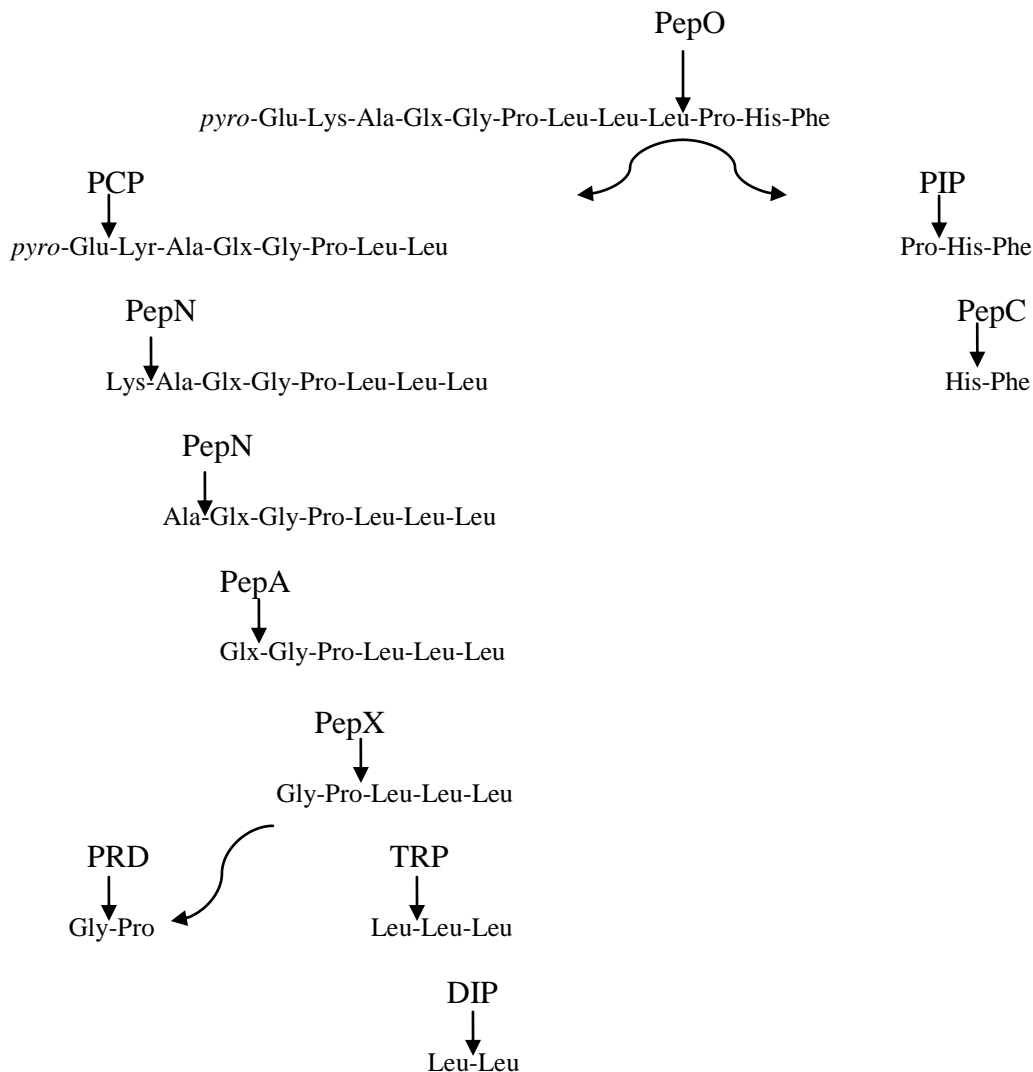 PepO
pyro-Glu-Lys-Ala-Glx-Gly-Pro-Leu-Leu-Leu-Pro-His-Phe
PCP
PIP
pyro-Glu-Lyr-Ala-Glx-Gly-Pro-Leu-Leu
Pro-His-Phe
PepN
PepC
Lys-Ala-Glx-Gly-Pro-Leu-Leu-Leu
His-Phe
PepN
Ala-Glx-Gly-Pro-Leu-Leu-Leu
PepA
Glx-Gly-Pro-Leu-Leu-Leu
PepX
Gly-Pro-Leu-Leu-Leu
PRD
TRP
Gly-Pro
Leu-Leu-Leu
DIP
Leu-Leu